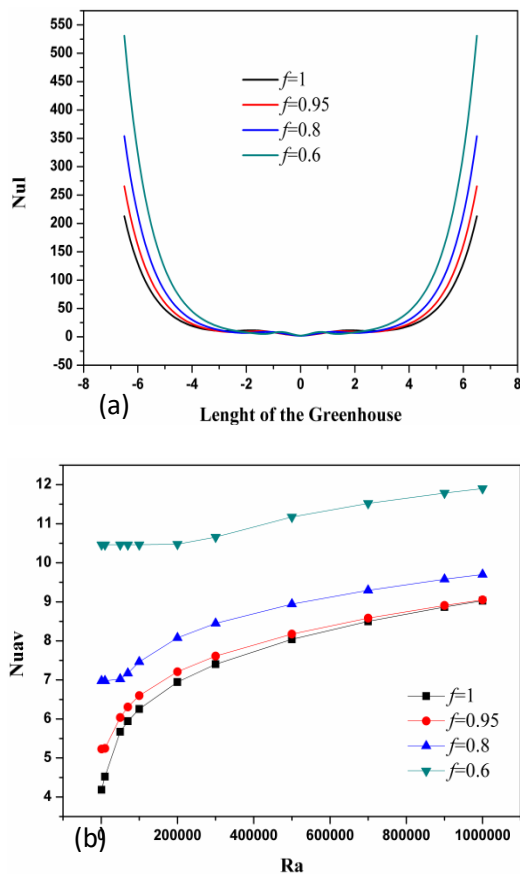 550
500
450
400
350
300
250
200
150
100
50
0
-50
Nul
f=1
f=0.95
f=0.8
f=0.6
-8 -6 -4 -2 0 2 4 6 8
(a)
Lenght of the Greenhouse
12
11
10
9
8
7
6
5
4
Nuav
f=1
f=0.95
f=0.8
f=0.6
0 200000 400000 600000 800000 1000000
(b)
Ra